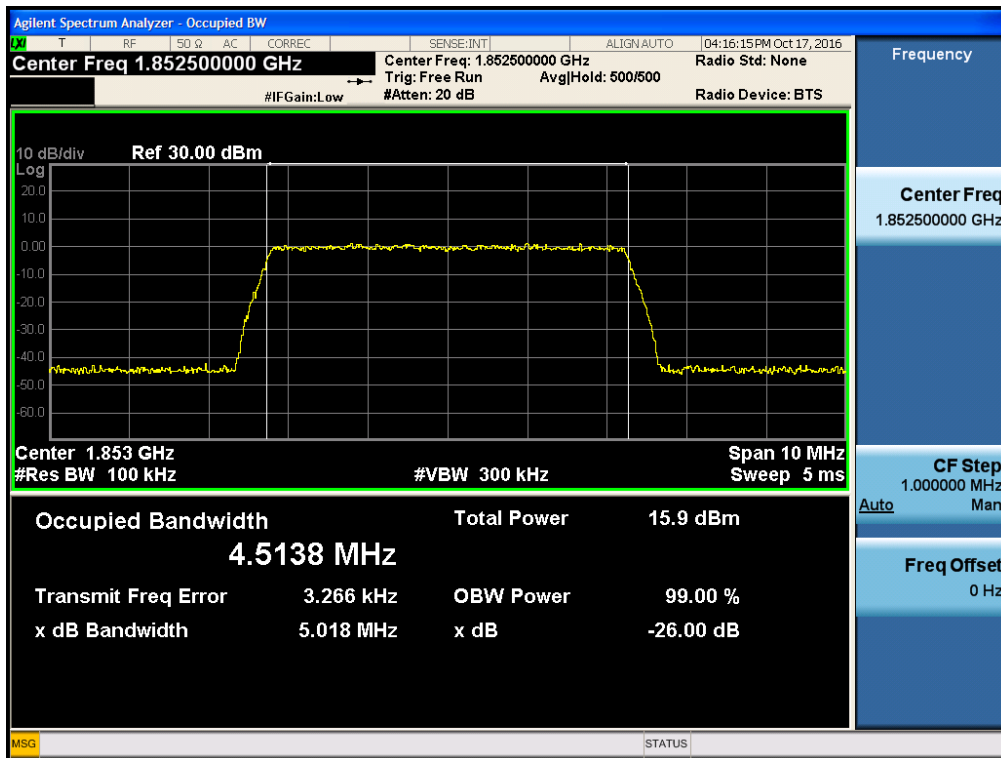 Agilent Spectrum Analyzer - Occupied BW
LXI T RF 50 Ω AC CORREC SENSE:INT ALIGNAUTO 04:16:15PM Oct 17, 2016
Center Freq 1.852500000 GHz
Center Freq: 1.852500000 GHz
Radio Std: None
Trig: Free Run Avg|Hold: 500/500
#IFGain:Low
#Atten: 20 dB
Radio Device: BTS
10 dB/div Ref 30.00 dBm
Log
20.0
10.0
0.00
-10.0
-20.0
-30.0
-40.0
-50.0
-60.0
Center 1.853 GHz Span 10 MHz
#Res BW 100 kHz #VBW 300 kHz Sweep 5 ms
Occupied Bandwidth Total Power 15.9 dBm
4.5138 MHz
Transmit Freq Error 3.266 kHz OBW Power 99.00 %
x dB Bandwidth 5.018 MHz x dB -26.00 dB
MSG STATUS
Frequency
Center Freq
1.852500000 GHz
CF Step
1.000000 MHz
Auto Man
Freq Offset
0 Hz